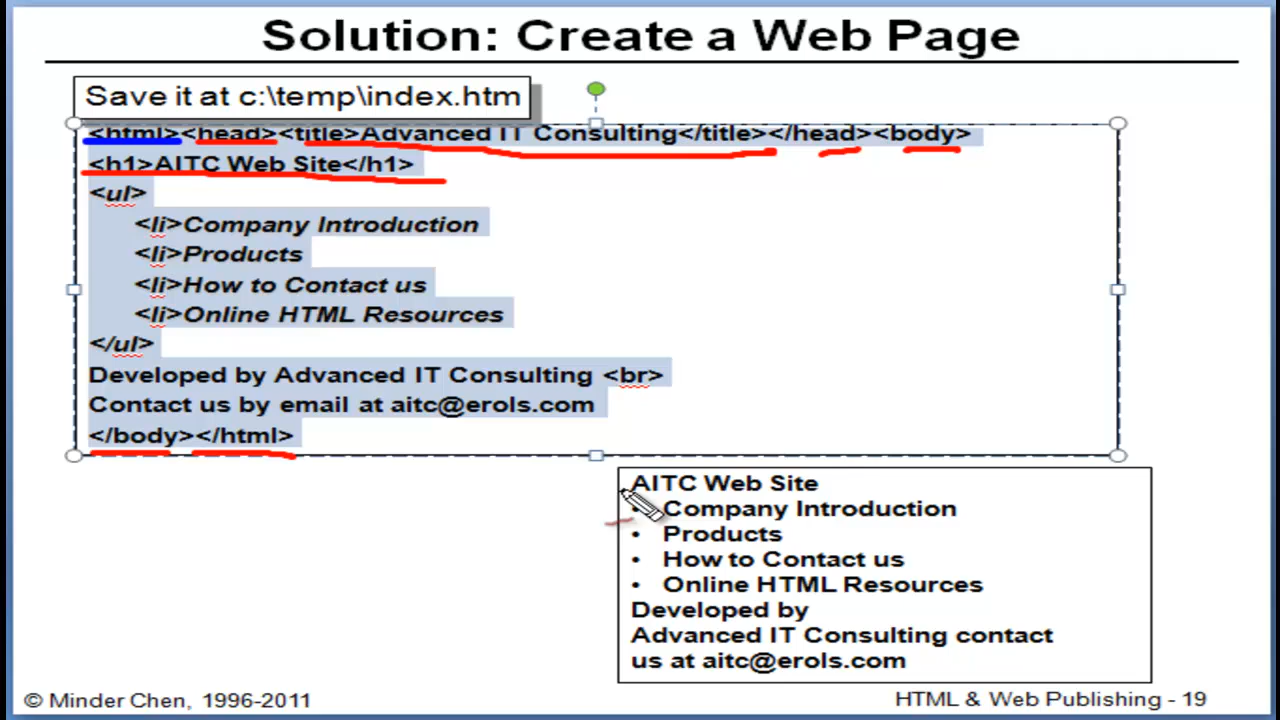 Solution: Create a Web Page
Save it at c:\temp\index.htm
<html><head><title>Advanced IT Consulting</title></head><body>
<h1>AITC Web Site</h1>
<ul>
<li>Company Introduction
<li>Products
<li>How to Contact us
<li>Online HTML Resources
</ul>
Developed by Advanced IT Consulting <br>
Contact us by email at aitc@erols.com
</body></html>
AITC Web Site
• Company Introduction
• Products
• How to Contact us
• Online HTML Resources
Developed by
Advanced IT Consulting contact
us at aitc@erols.com
© Minder Chen, 1996-2011
HTML & Web Publishing - 19